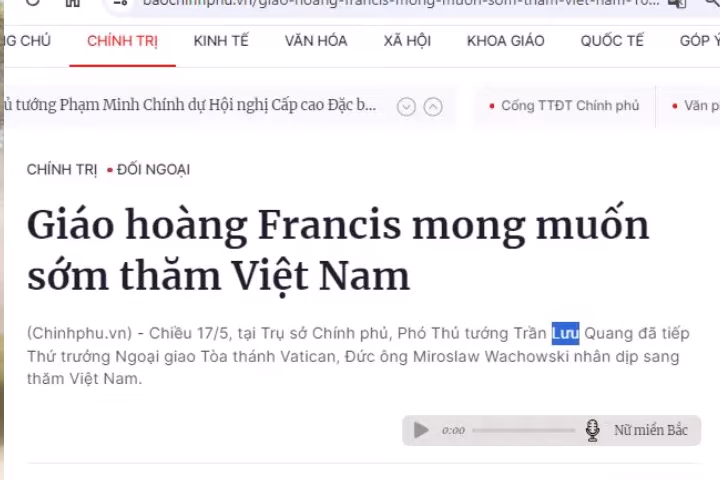 baochinhphu.vn/giao-hoang-francis-mong-muon-som-tham-viet-nam-10...
CHÍNH TRỊ KINH TẾ VĂN HÓA XÃ HỘI KHOA GIÁO QUỐC TẾ GÓP
tướng Phạm Minh Chính dự Hội nghị Cấp cao Đặc b... • Cổng TTĐT Chính phủ • Văn
CHÍNH TRỊ • ĐỐI NGOẠI
Giáo hoàng Francis mong muốn
sớm thăm Việt Nam
(Chinhphu.vn) - Chiều 17/5, tại Trụ sở Chính phủ, Phó Thủ tướng Trần Lưu Quang đã tiếp
Thứ trưởng Ngoại giao Tòa thánh Vatican, Đức ông Miroslaw Wachowski nhân dịp sang
thăm Việt Nam.
0:00 Nữ miền Bắc